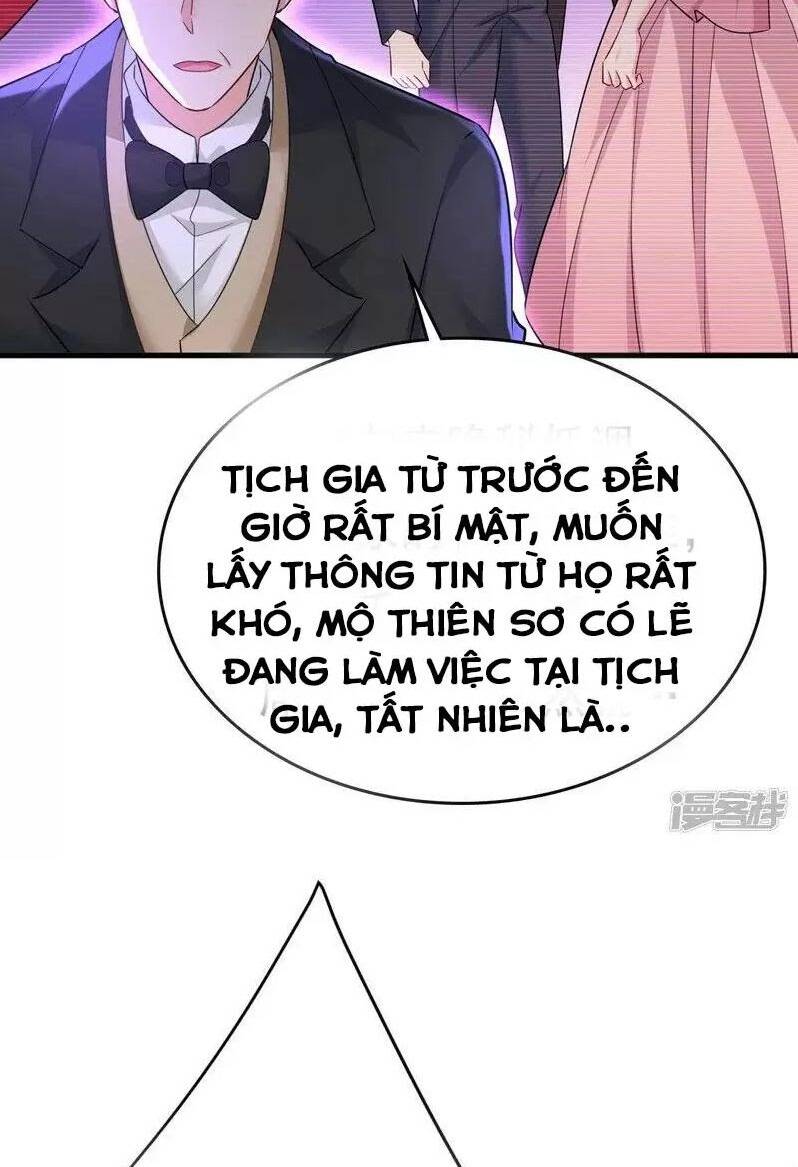 TỊCH GIA TỪ TRƯỚC ĐẾN
GIỜ RẤT BÍ MẬT, MUỐN
LẤY THÔNG TIN TỪ HỌ RẤT
KHÓ, MỘ THIÊN SƠ CÓ LẼ
ĐANG LÀM VIỆC TẠI TỊCH
GIA, TẤT NHIÊN LÀ..
漫客栈